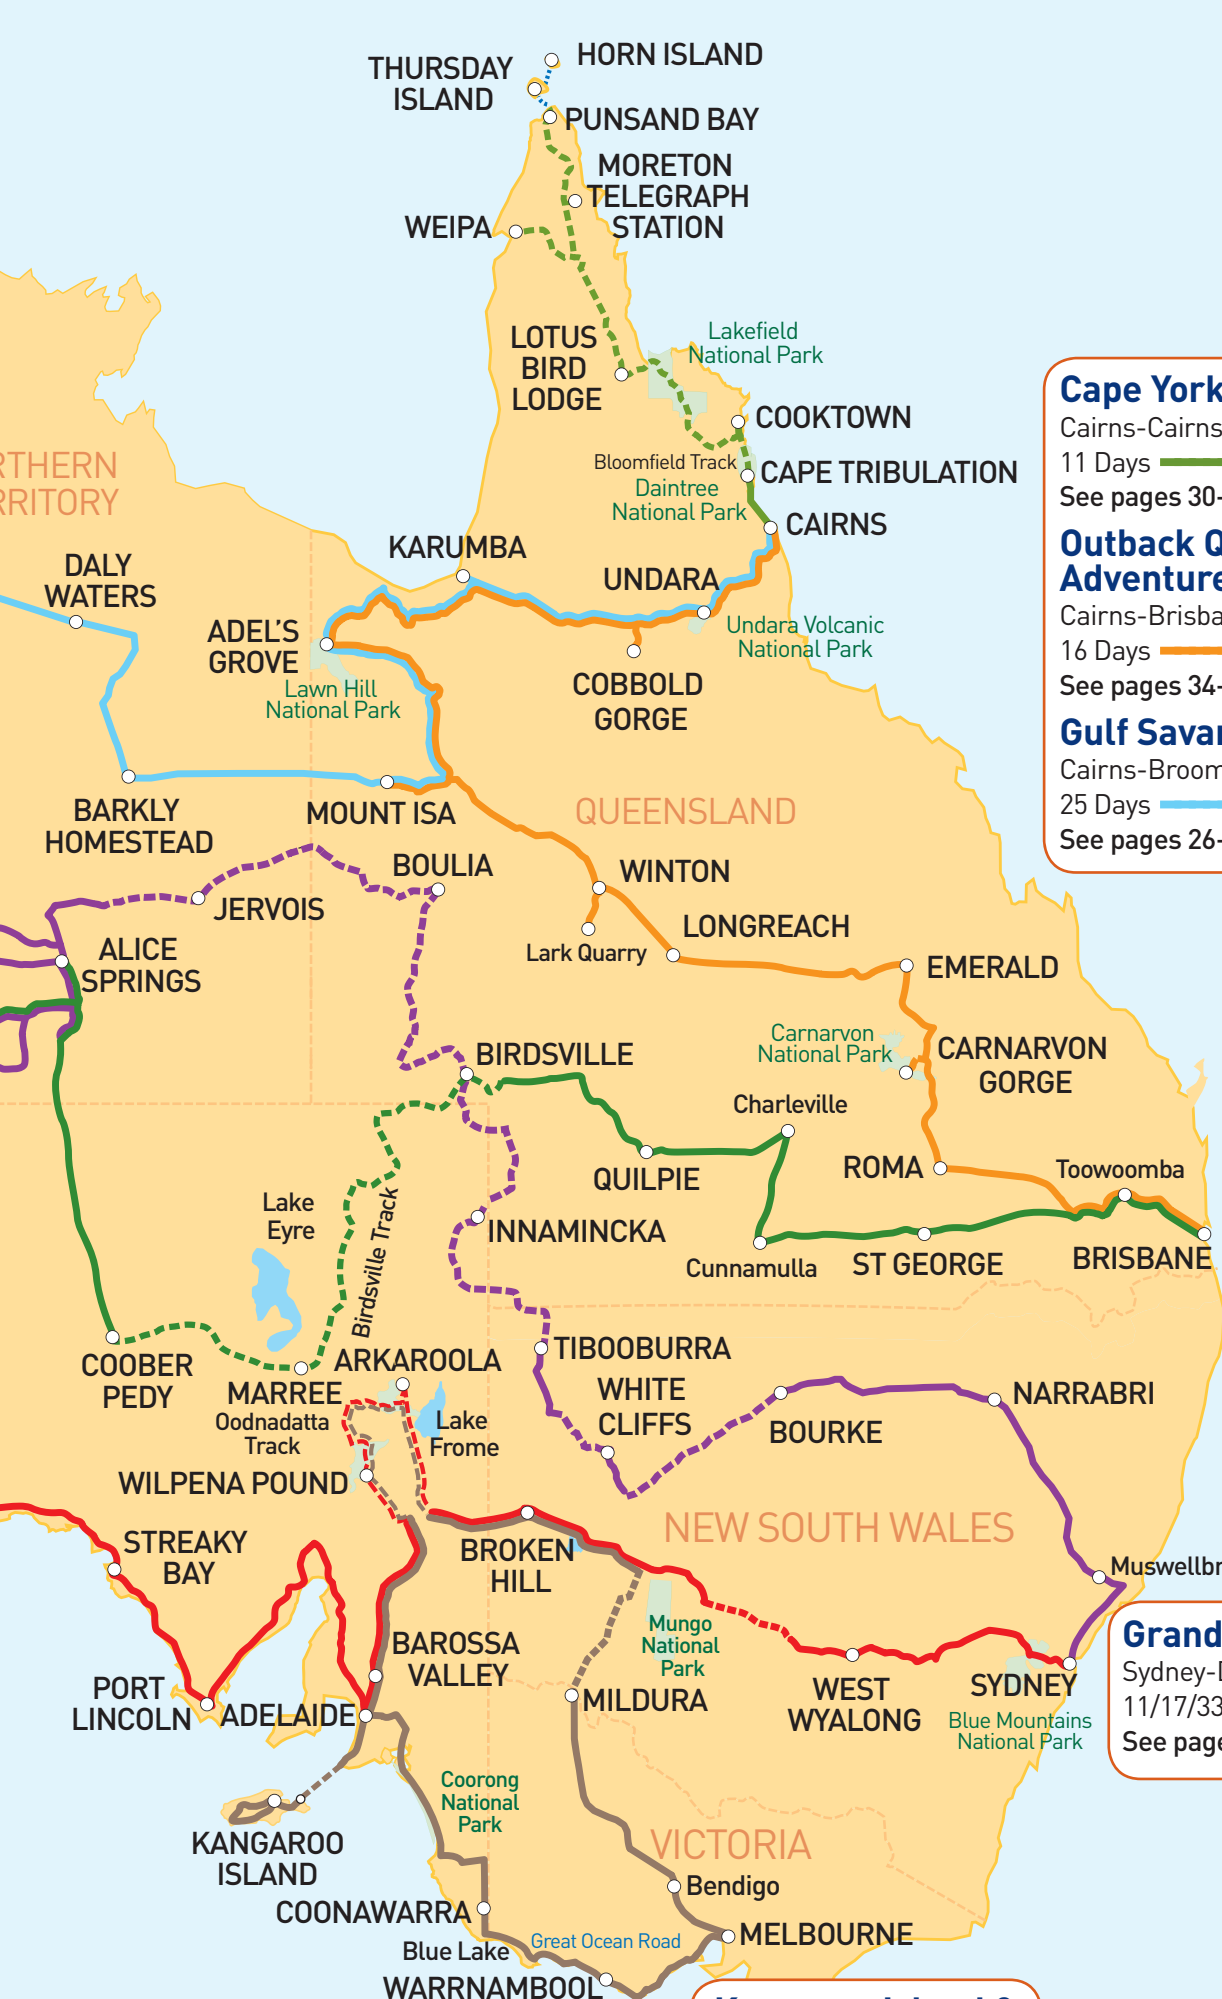 HORN ISLAND
THURSDAY
ISLAND
PUNSAND BAY
MORETON
TELEGRAPH
STATION
WEIPA
LOTUS
BIRD
LODGE
Lakefield
National Park
COOKTOWN
Bloomfield Track
CAPE TRIBULATION
Daintree
National Park
CAIRNS
Cape York
Cairns-Cairns
11 Days
See pages 30-
Outback Q
Adventure
Cairns-Brisba
16 Days
See pages 34-
Gulf Savan
Cairns-Broom
25 Days
See pages 26-
RTHERN
RRITORY
KARUMBA
DALY
WATERS
UNDARA
ADEL'S
GROVE
Undara Volcanic
National Park
Lawn Hill
National Park
COBBOLD
GORGE
BARKLY
HOMESTEAD
MOUNT ISA
QUEENSLAND
BOULIA
WINTON
JERVOIS
LONGREACH
Lark Quarry
ALICE
SPRINGS
EMERALD
Carnarvon
National Park
CARNARVON
GORGE
BIRDSVILLE
Charleville
QUILPIE
ROMA
Toowoomba
Lake
Eyre
Birdsville Track
INNAMINCKA
Cunnamulla
ST GEORGE
BRISBANE
COOBER
PEDY
MARREE
ARKAROOLA
TIBOOBURRA
WHITE
CLIFFS
NARRABRI
BOURKE
Oodnadatta
Track
Lake
Frome
WILPENA POUND
STREAKY
BAY
BROKEN
HILL
NEW SOUTH WALES
Muswellbr
Grand
Sydney-D
11/17/33
See page
Mungo
National
Park
BAROSSA
VALLEY
PORT
LINCOLN
ADELAIDE
MILDURA
WEST
WYALONG
SYDNEY
Blue Mountains
National Park
Coorong
National
Park
KANGAROO
ISLAND
VICTORIA
Bendigo
COONAWARRA
Blue Lake
Great Ocean Road
MELBOURNE
WARRNAMBOOL